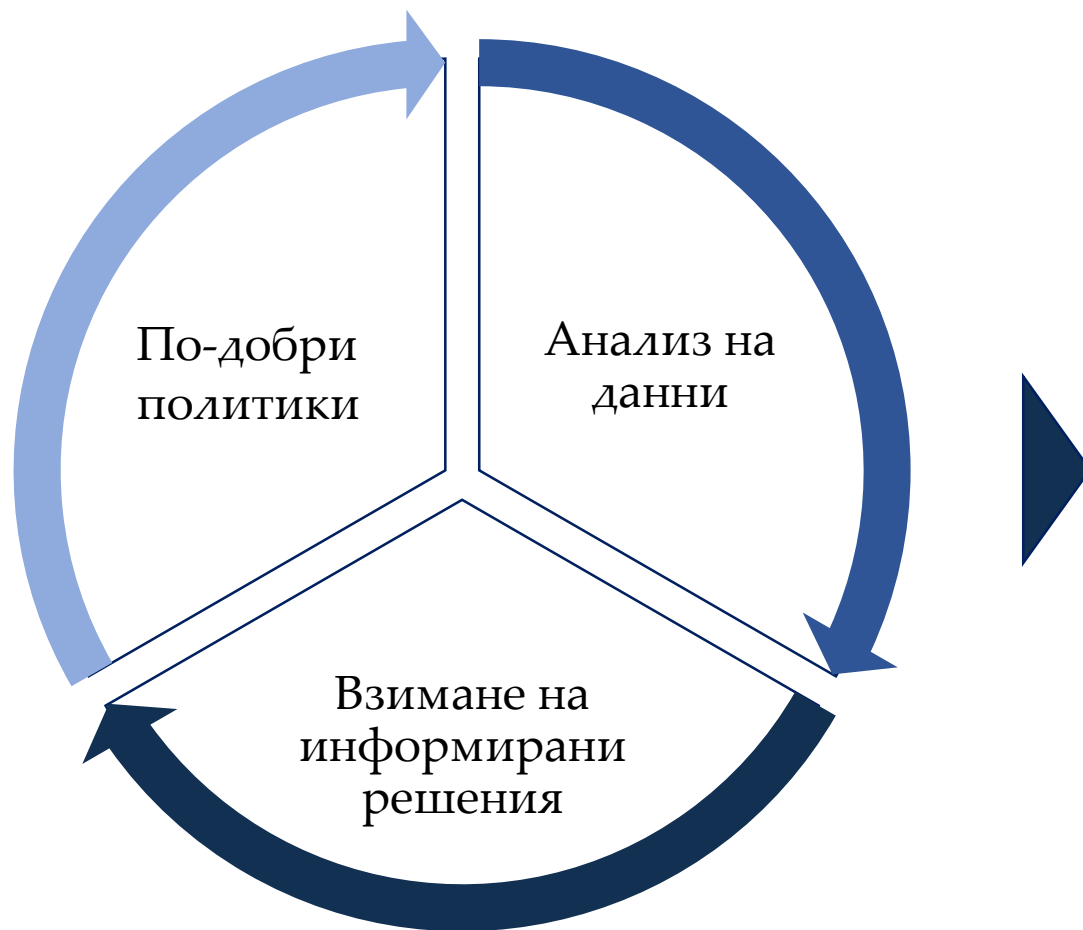 По-добри
политики
Анализ на
данни
Взимане на
информирани
решения